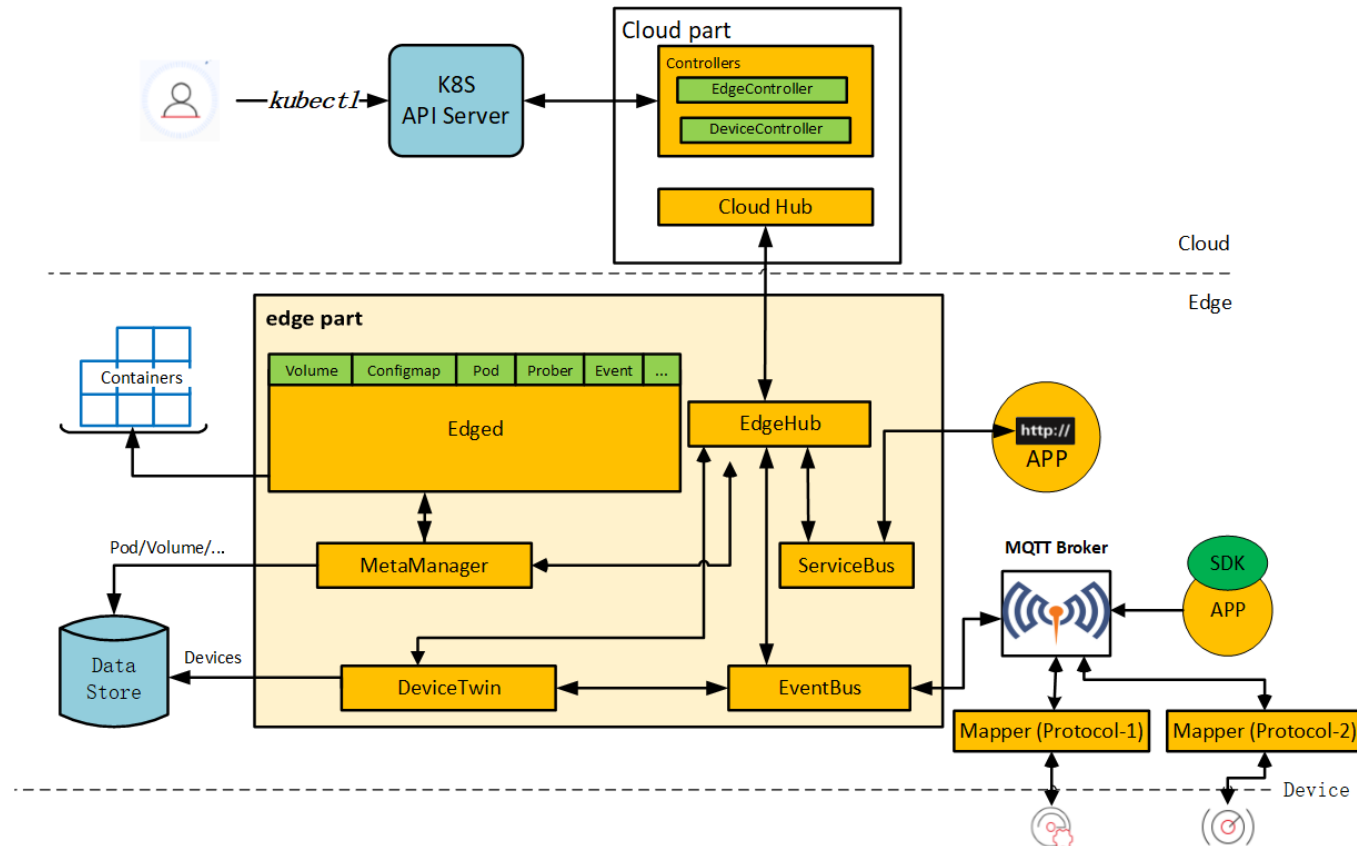 Cloud part
Controllers
EdgeController
DeviceController
kubectl
K8S
API Server
Cloud Hub
Cloud
Edge
edge part
Volume
Configmap
Pod
Prober
Event
...
Edged
Containers
EdgeHub
http://
APP
Pod/Volume/...
MetaManager
ServiceBus
MQTT Broker
SDK
APP
Data
Store
Devices
DeviceTwin
EventBus
Mapper (Protocol-1)
Mapper (Protocol-2)
Device